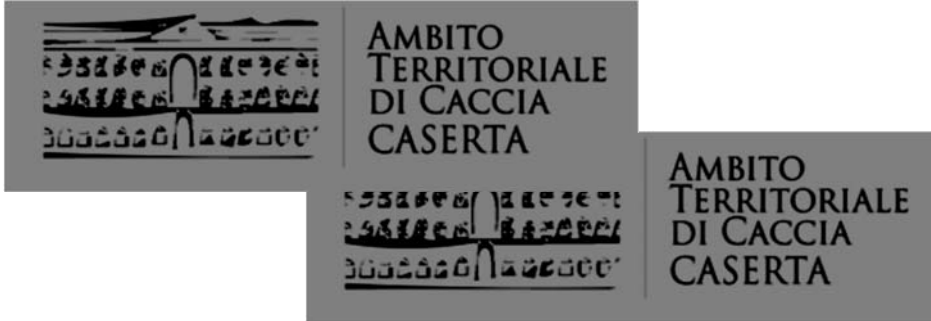 AMBITO
TERRITORIALE
DI CACCIA
CASERTA
AMBITO
TERRITORIALE
DI CACCIA
CASERTA